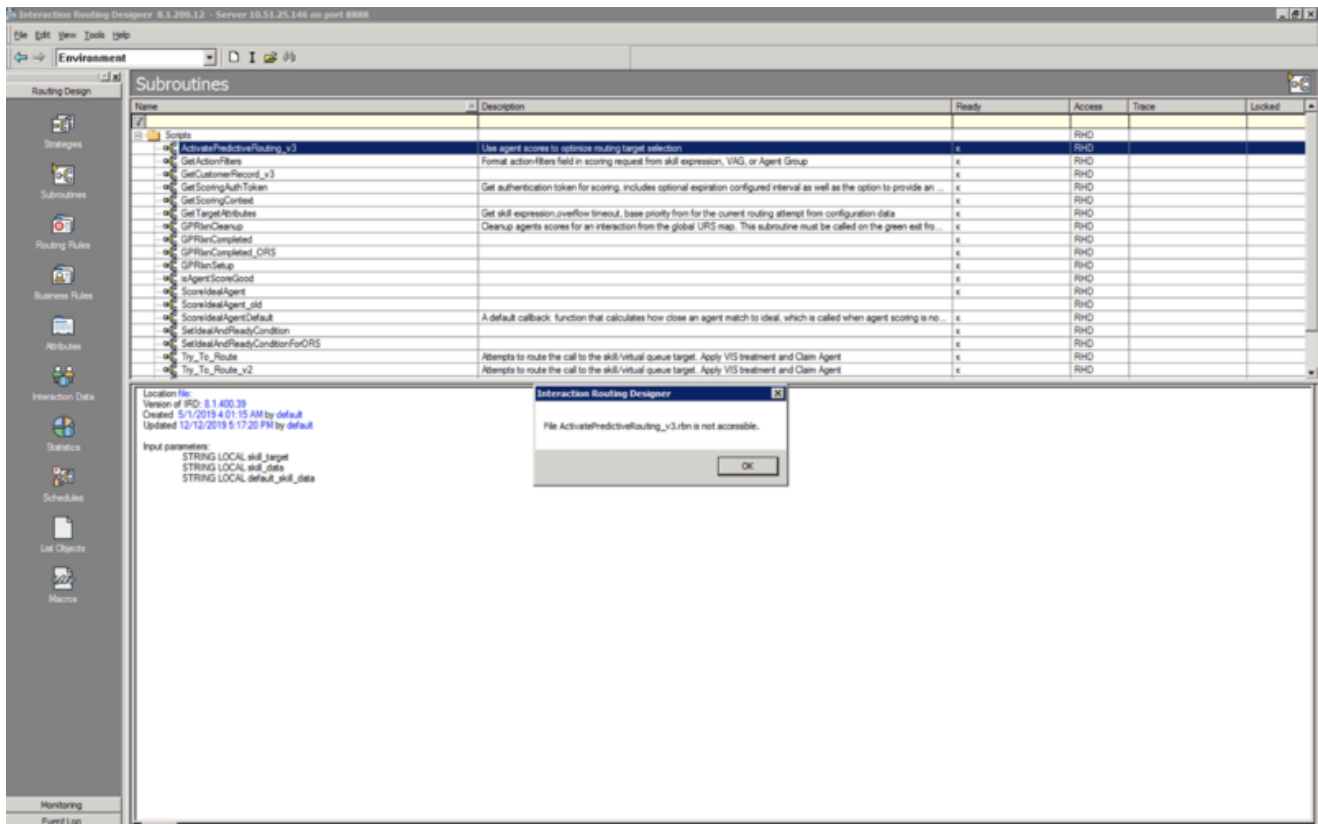 Interaction Routing Designer 8.1.200.12 - Server 10.51.25.146 on port 8888
File Edit View Tools Help
Environment
Routing Design
Subroutines
Name Description Ready Access Trace Locked
Scripts RHD
ActivatePredictiveRouting_v3 Use agent scores to optimize routing target selection x RHD
GetActionFilters Format action-filters field in scoring request from skill expression, VAG, or Agent Group x RHD
GetCustomerRecord_v3 x RHD
GetScoringAuthToken Get authentication token for scoring, includes optional expiration configured interval as well as the option to provide an ... x RHD
GetScoringContext x RHD
GetTargetAttributes Get skill expression,overflow timeout, base priority from for the current routing attempt from configuration data x RHD
GPRIxnCleanup Cleanup agents scores for an interaction from the global URS map. This subroutine must be called on the green exit fro... x RHD
GPRIxnCompleted x RHD
GPRIxnCompleted_ORS x RHD
GPRIxnSetup x RHD
isAgentScoreGood x RHD
ScoreIdealAgent x RHD
ScoreIdealAgent_old RHD
ScoreIdealAgentDefault A default callback function that calculates how close an agent match to ideal, which is called when agent scoring is no... x RHD
SetIdealAndReadyCondition x RHD
SetIdealAndReadyConditionForORS x RHD
Try_To_Route Attempts to route the call to the skill/virtual queue target. Apply VIS treatment and Claim Agent x RHD
Try_To_Route_v2 Attempts to route the call to the skill/virtual queue target. Apply VIS treatment and Claim Agent x RHD
Strategies
Subroutines
Routing Rules
Business Rules
Attributes
Interaction Data
Statistics
Schedules
List Objects
Macros
Monitoring
Event Log
Location file:
Version of IRD: 8.1.400.39
Created 5/1/2019 4:01:15 AM by default
Updated 12/12/2019 5:17:20 PM by default
Input parameters:
STRING LOCAL skill_target
STRING LOCAL skill_data
STRING LOCAL default_skill_data
Interaction Routing Designer
File ActivatePredictiveRouting_v3.rbn is not accessible.
OK